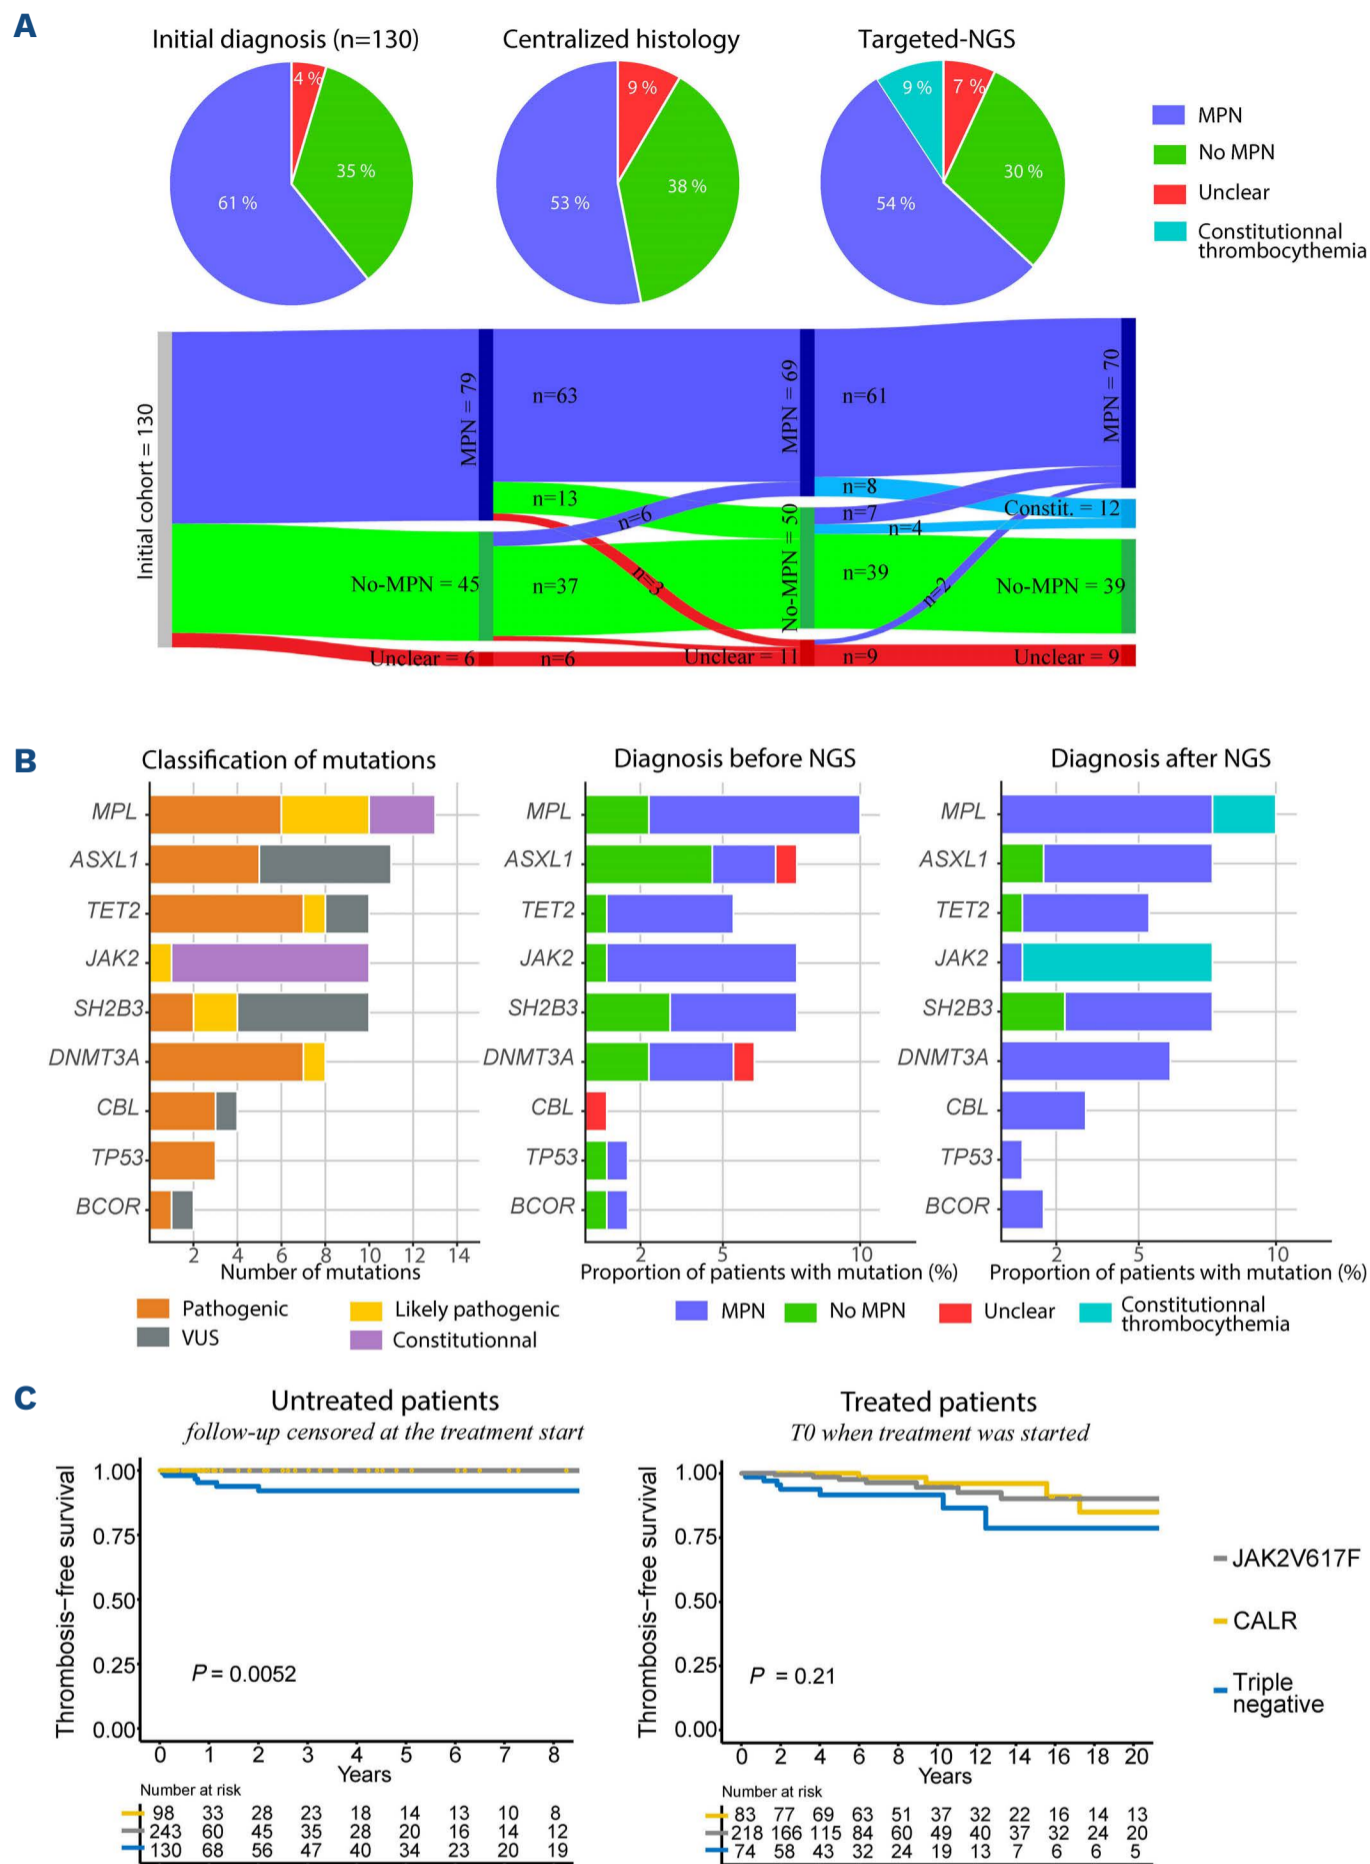 A
Initial diagnosis (n=130)
Centralized histology
Targeted-NGS
4 %
35 %
61 %
9 %
38 %
53 %
9 %
7 %
30 %
54 %
MPN
No MPN
Unclear
Constitutionnal
thrombocythemia
Initial cohort = 130
MPN = 79
No-MPN = 45
Unclear = 6
n=63
n=13
n=6
n=3
n=37
n=6
MPN = 69
No-MPN = 50
Unclear = 11
n=61
n=8
n=7
n=4
n=39
n=2
n=9
MPN = 70
Constit. = 12
No-MPN = 39
Unclear = 9
B
Classification of mutations
MPL
ASXL1
TET2
JAK2
SH2B3
DNMT3A
CBL
TP53
BCOR
2 4 6 8 10 12 14
Number of mutations
Pathogenic
Likely pathogenic
VUS
Constitutionnal
Diagnosis before NGS
MPL
ASXL1
TET2
JAK2
SH2B3
DNMT3A
CBL
TP53
BCOR
2 5 10
Proportion of patients with mutation (%)
Diagnosis after NGS
MPL
ASXL1
TET2
JAK2
SH2B3
DNMT3A
CBL
TP53
BCOR
2 5 10
Proportion of patients with mutation (%)
MPN
No MPN
Unclear
Constitutionnal
thrombocythemia
C
Untreated patients
follow-up censored at the treatment start
Thrombosis-free survival
1.00
0.75
0.50
0.25
0.00
P = 0.0052
0 1 2 3 4 5 6 7 8
Years
Number at risk
98 33 28 23 18 14 13 10 8
243 60 45 35 28 20 16 14 12
130 68 56 47 40 34 23 20 19
Treated patients
T0 when treatment was started
Thrombosis-free survival
1.00
0.75
0.50
0.25
0.00
P = 0.21
0 2 4 6 8 10 12 14 16 18 20
Years
Number at risk
83 77 69 63 51 37 32 22 16 14 13
218 166 115 84 60 49 40 37 32 24 20
74 58 43 32 24 19 13 7 6 6 5
JAK2V617F
CALR
Triple
negative